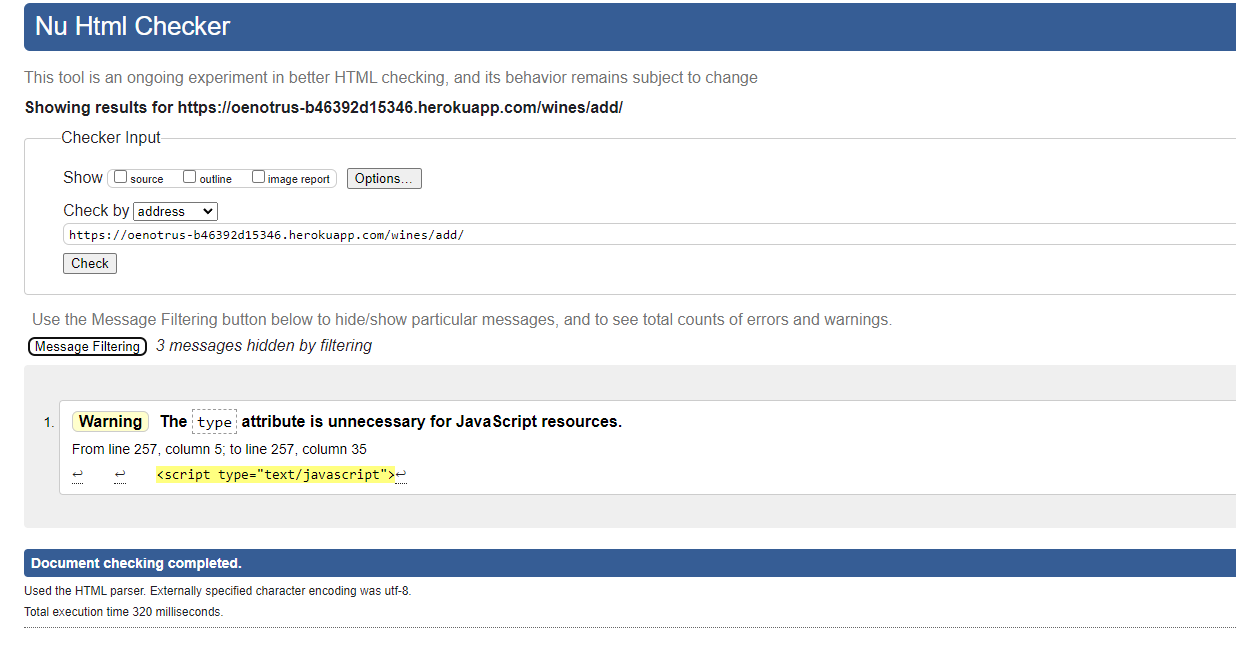 Nu Html Checker
This tool is an ongoing experiment in better HTML checking, and its behavior remains subject to change
Showing results for https://oenotrus-b46392d15346.herokuapp.com/wines/add/
Checker Input
Show source outline image report Options...
Check by address
https://oenotrus-b46392d15346.herokuapp.com/wines/add/
Check
Use the Message Filtering button below to hide/show particular messages, and to see total counts of errors and warnings.
Message Filtering 3 messages hidden by filtering
1. Warning The type attribute is unnecessary for JavaScript resources.
From line 257, column 5; to line 257, column 35
↩ ↩ <script type="text/javascript">↩
Document checking completed.
Used the HTML parser. Externally specified character encoding was utf-8.
Total execution time 320 milliseconds.